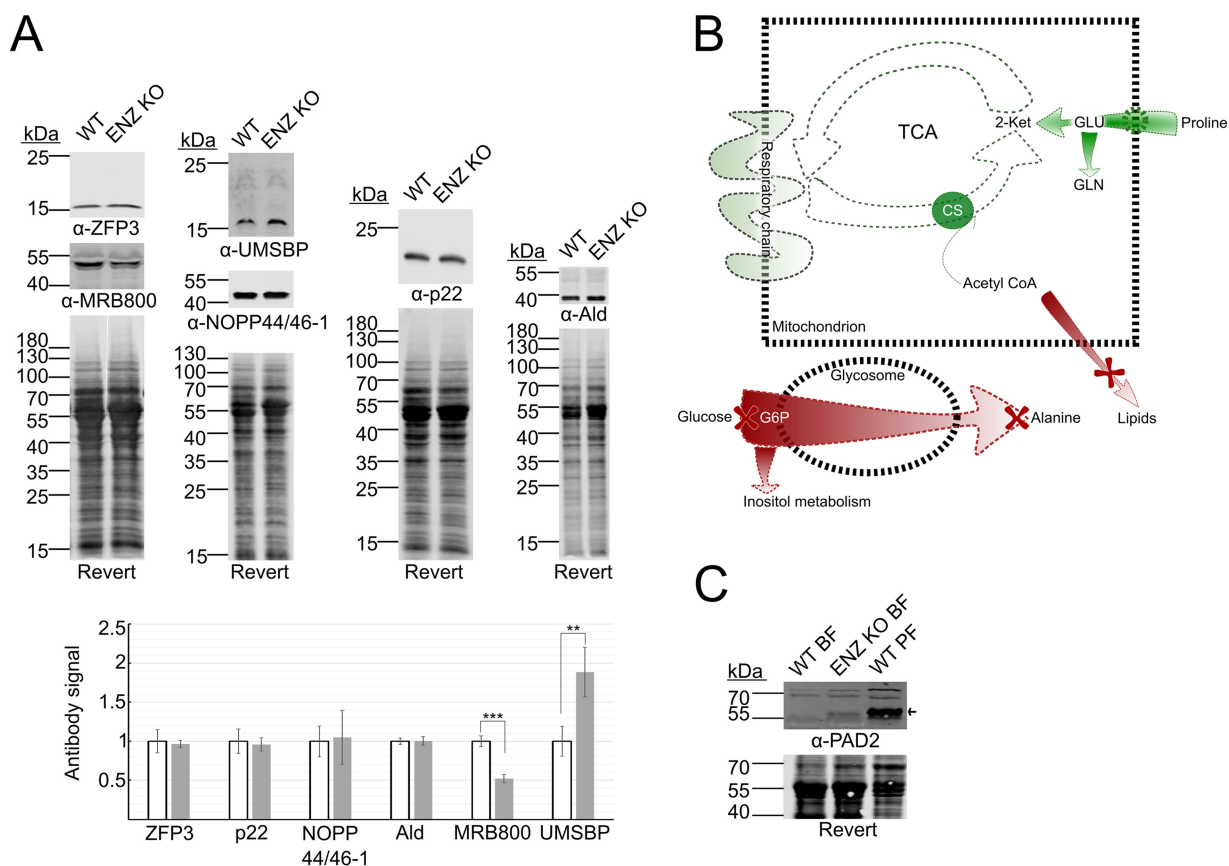 A
kDa
WT
ENZ KO
25
15
α-ZFP3
55
40
α-MRB800
180
130
100
70
55
40
35
25
15
Revert
kDa
WT
ENZ KO
25
15
α-UMSBP
55
40
α-NOPP44/46-1
130
100
70
55
40
35
25
15
Revert
kDa
WT
ENZ KO
25
α-p22
180
130
100
70
55
40
35
25
15
Revert
kDa
WT
ENZ KO
55
40
α-Ald
180
130
100
70
55
40
35
25
15
Revert
Antibody signal
2.5
2
1.5
1
0.5
***
**
ZFP3
p22
NOPP
44/46-1
Ald
MRB800
UMSBP
B
TCA
Respiratory chain
2-Ket
GLU
Proline
GLN
CS
Acetyl CoA
Mitochondrion
Glycosome
Glucose
G6P
Alanine
Lipids
Inositol metabolism
C
kDa
WT BF
ENZ KO BF
WT PF
70
55
α-PAD2
70
55
40
Revert